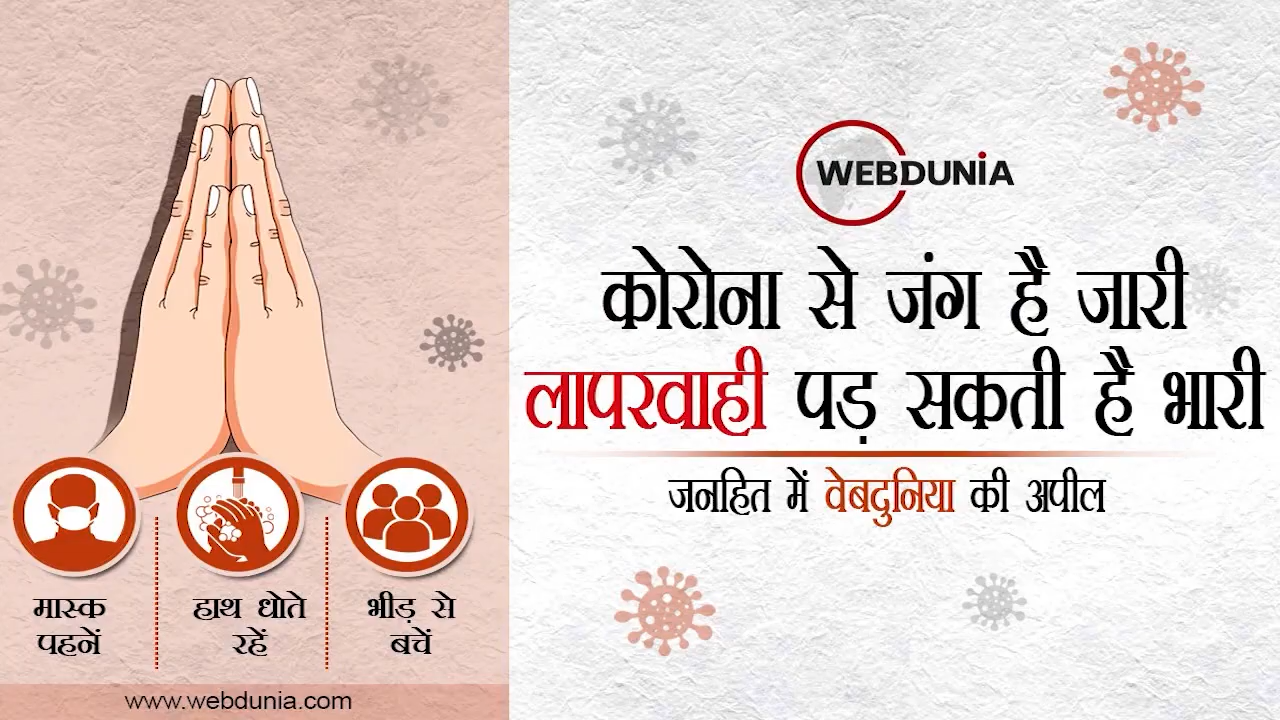 WEBDUNIA
कोरोना से जंग है जारी
लापरवाही पड़ सकती है भारी
जनहित में वेबदुनिया की अपील
मास्क
पहनें
हाथ धोते
रहें
भीड़ से
बचें
www.webdunia.com